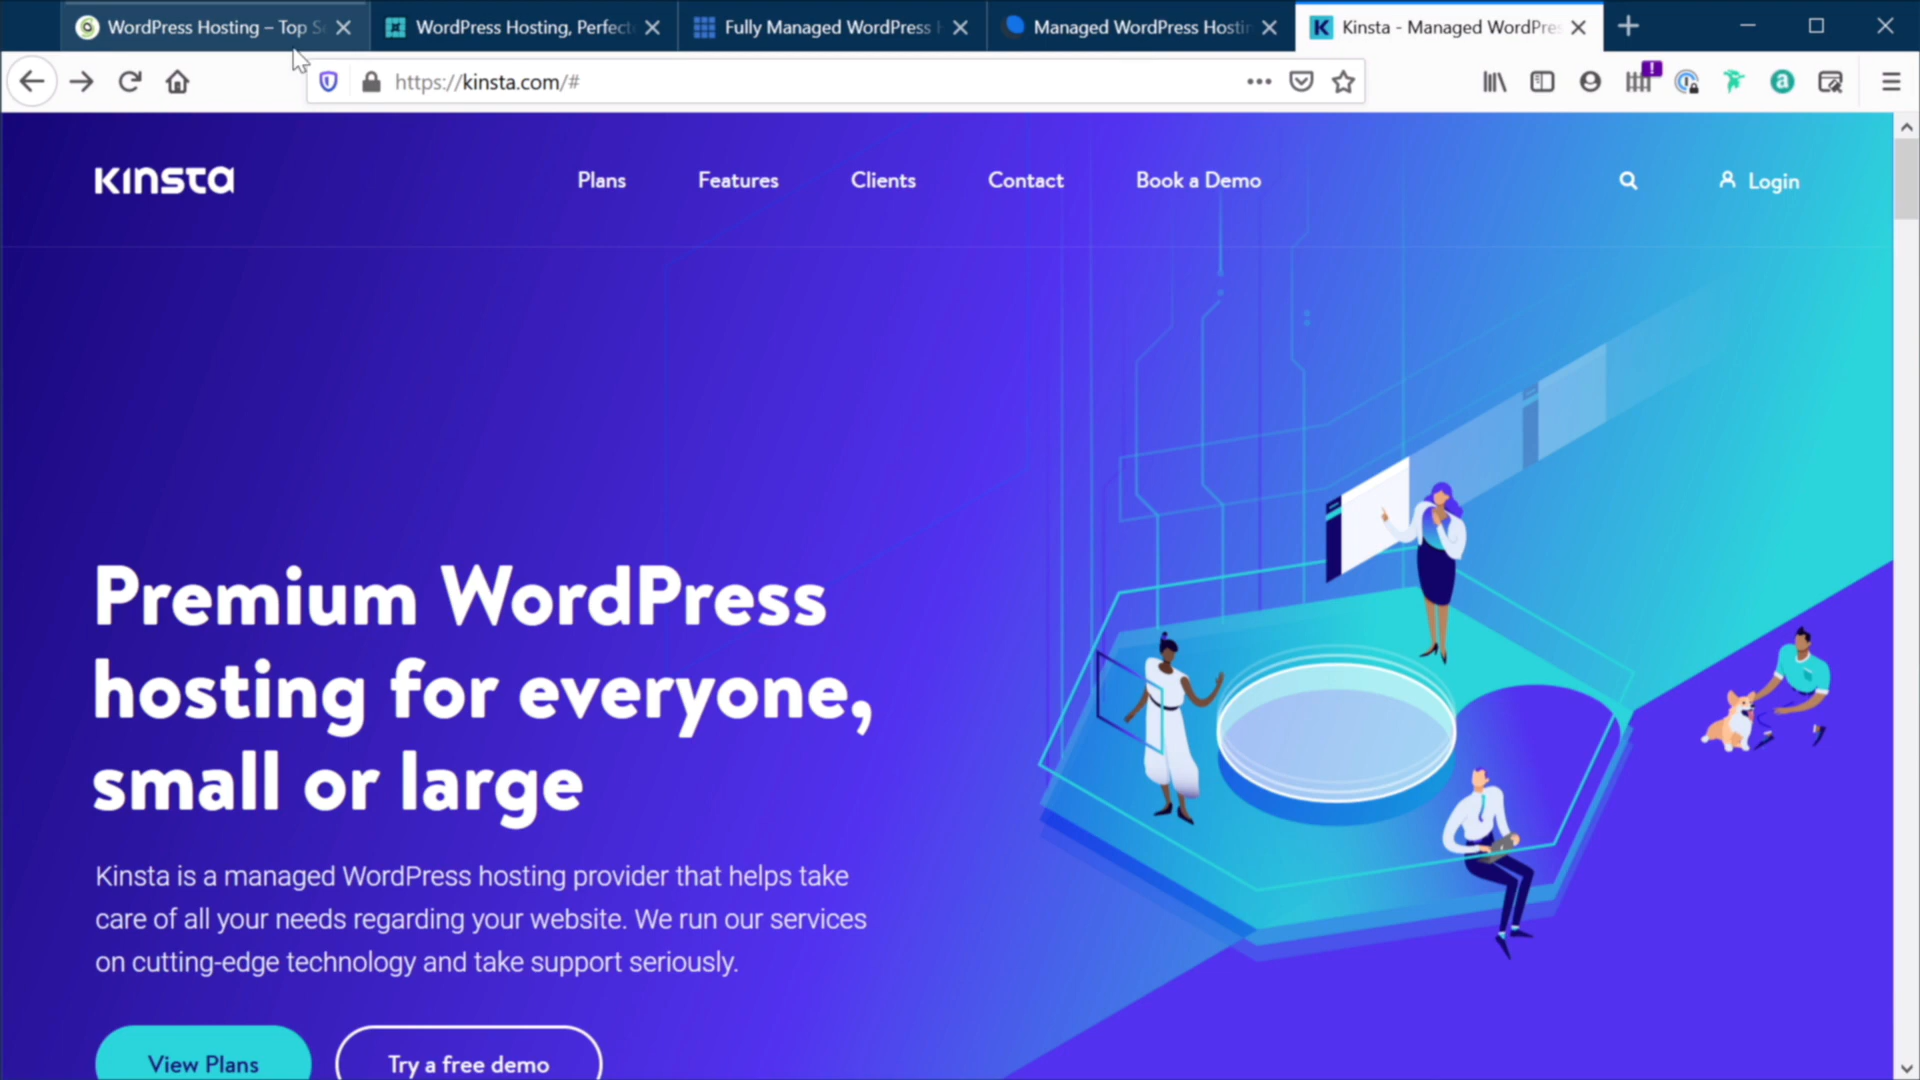 WordPress Hosting – Top S
WordPress Hosting, Perfect
Fully Managed WordPress
Managed WordPress Hostin
Kinsta - Managed WordPres
https://kinsta.com/#
KINSTA
Plans
Features
Clients
Contact
Book a Demo
Login
Premium WordPress
hosting for everyone,
small or large
Kinsta is a managed WordPress hosting provider that helps take
care of all your needs regarding your website. We run our services
on cutting-edge technology and take support seriously.
View Plans
Try a free demo